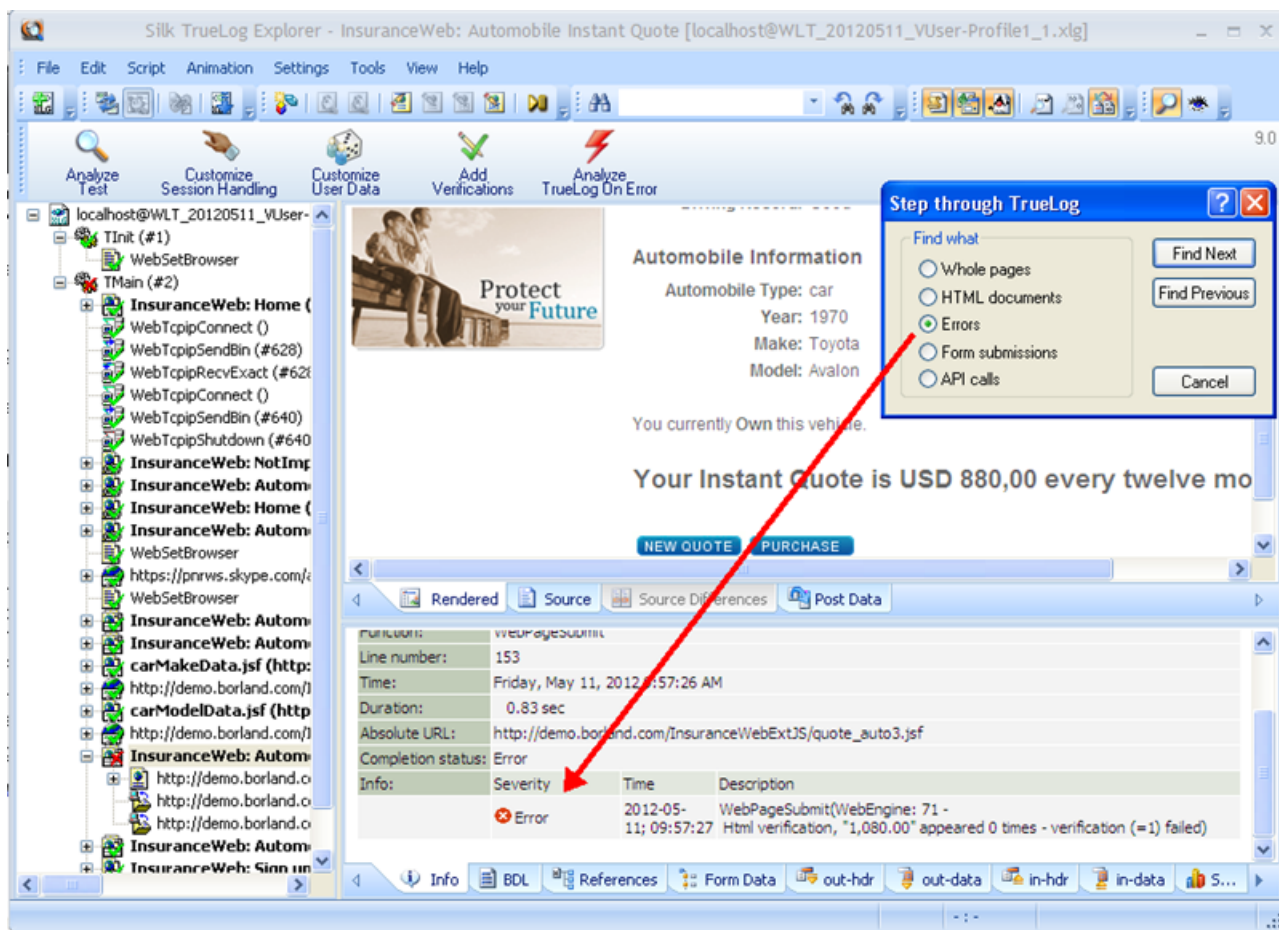 Silk TrueLog Explorer - InsuranceWeb: Automobile Instant Quote [localhost@WLT_20120511_VUser-Profile1_1.xlg]
File Edit Script Animation Settings Tools View Help
Analyze Test
Customize Session Handling
Customize User Data
Add Verifications
Analyze TrueLog On Error
9.0
localhost@WLT_20120511_VUser-
TInit (#1)
WebSetBrowser
TMain (#2)
InsuranceWeb: Home (
WebTcpipConnect ()
WebTcpipSendBin (#628)
WebTcpipRecvExact (#628
WebTcpipConnect ()
WebTcpipSendBin (#640)
WebTcpipShutdown (#640
InsuranceWeb: NotImp
InsuranceWeb: Autom
InsuranceWeb: Home (
InsuranceWeb: Autom
WebSetBrowser
https://pnrws.skype.com/a
WebSetBrowser
InsuranceWeb: Autom
InsuranceWeb: Autom
carMakeData.jsf (http:
http://demo.borland.com/I
carModelData.jsf (http
http://demo.borland.com/I
InsuranceWeb: Autom
http://demo.borland.co
http://demo.borland.co
http://demo.borland.co
InsuranceWeb: Autom
InsuranceWeb: Sign up
Protect
your Future
Automobile Information
Automobile Type: car
Year: 1970
Make: Toyota
Model: Avalon
You currently Own this vehicle.
Your Instant Quote is USD 880,00 every twelve mo
NEW QUOTE PURCHASE
Step through TrueLog
Find what
Whole pages
HTML documents
Errors
Form submissions
API calls
Find Next
Find Previous
Cancel
Rendered Source Source Differences Post Data
Function: WebPageSubmit
Line number: 153
Time: Friday, May 11, 2012 9:57:26 AM
Duration: 0.83 sec
Absolute URL: http://demo.borland.com/InsuranceWebExtJS/quote_auto3.jsf
Completion status: Error
Info: Severity Time Description
Error 2012-05-11; 09:57:27 WebPageSubmit(WebEngine: 71 -
Html verification, "1,080.00" appeared 0 times - verification (=1) failed)
Info BDL References Form Data out-hdr out-data in-hdr in-data S...
- : -